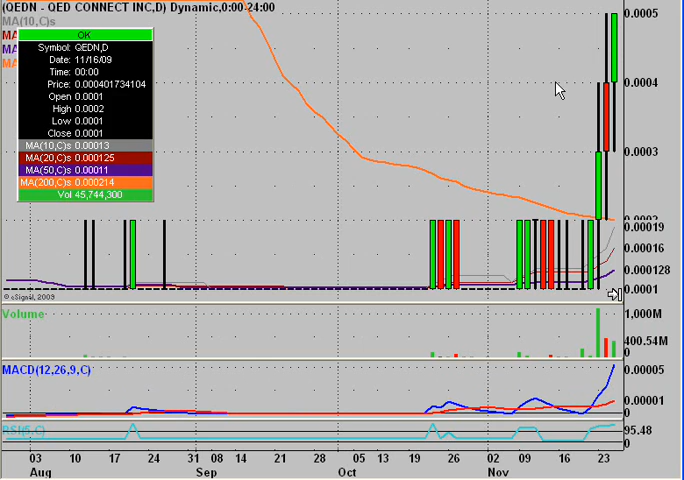 (QEDN - QED CONNECT INC,D) Dynamic,0:00-24:00
MA(10,C)s
OK
Symbol: QEDN,D
Date: 11/16/09
Time: 00:00
Price: 0.000401734104
Open 0.0001
High 0.0002
Low 0.0001
Close 0.0001
MA(10,C)s 0.00013
MA(20,C)s 0.000125
MA(50,C)s 0.00011
MA(200,C)s 0.000214
Vol 45,744,300
0.0005
0.0004
0.0003
0.0002
0.00019
0.00016
0.000128
0.0001
© eSignal, 2009
Volume
1,000M
400.54M
0
MACD(12,26,9,C)
0.00005
0.00001
0
RSI(5,C)
95.48
0
03 10 17 24 31 08 14 21 28 05 13 19 26 02 09 16 23
Aug Sep Oct Nov